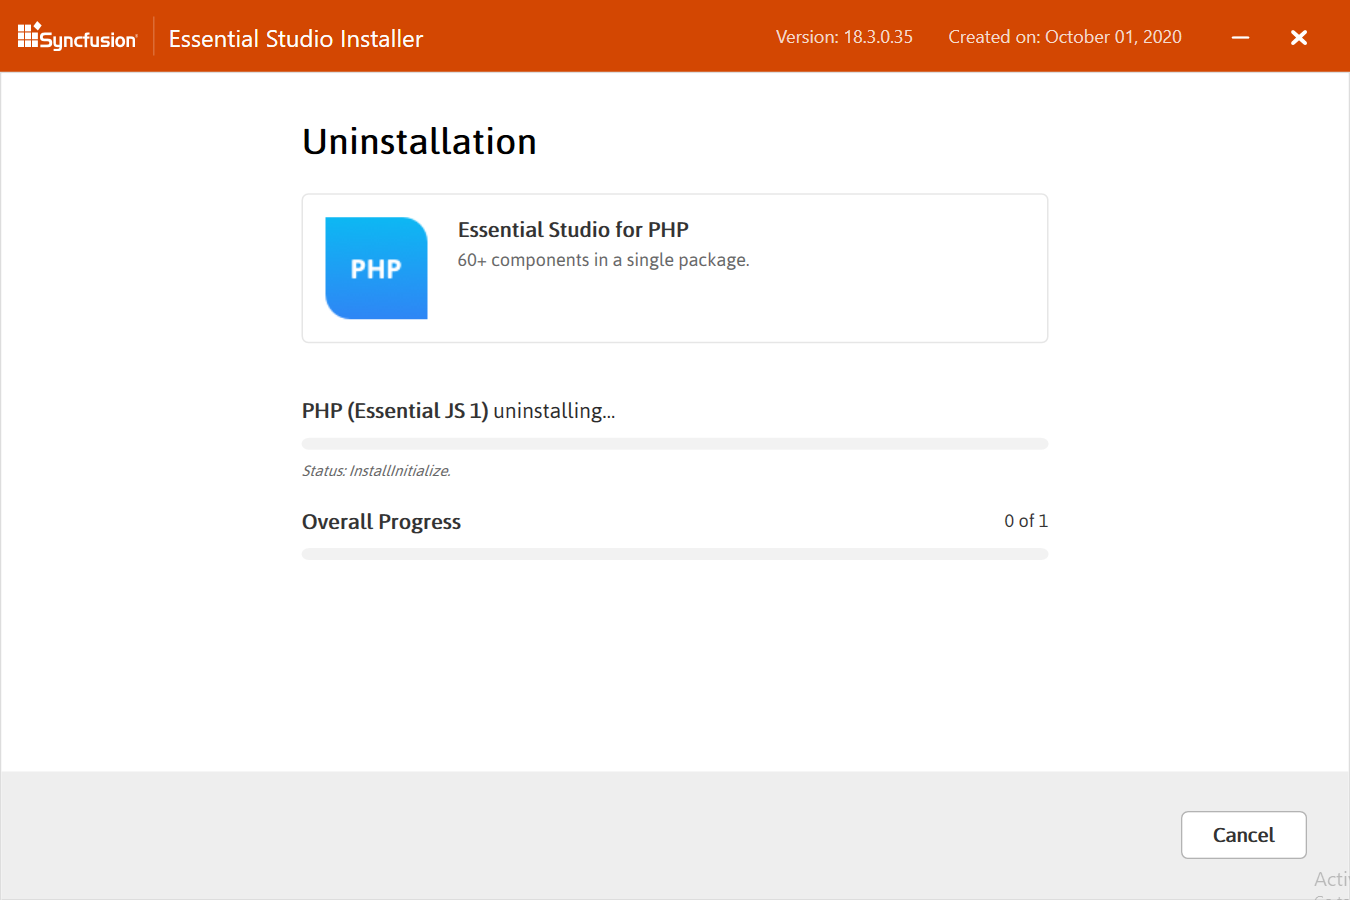 Syncfusion Essential Studio Installer Version: 18.3.0.35 Created on: October 01, 2020
Uninstallation
PHP
Essential Studio for PHP
60+ components in a single package.
PHP (Essential JS 1) uninstalling...
Status: InstallInitialize.
Overall Progress 0 of 1
Cancel